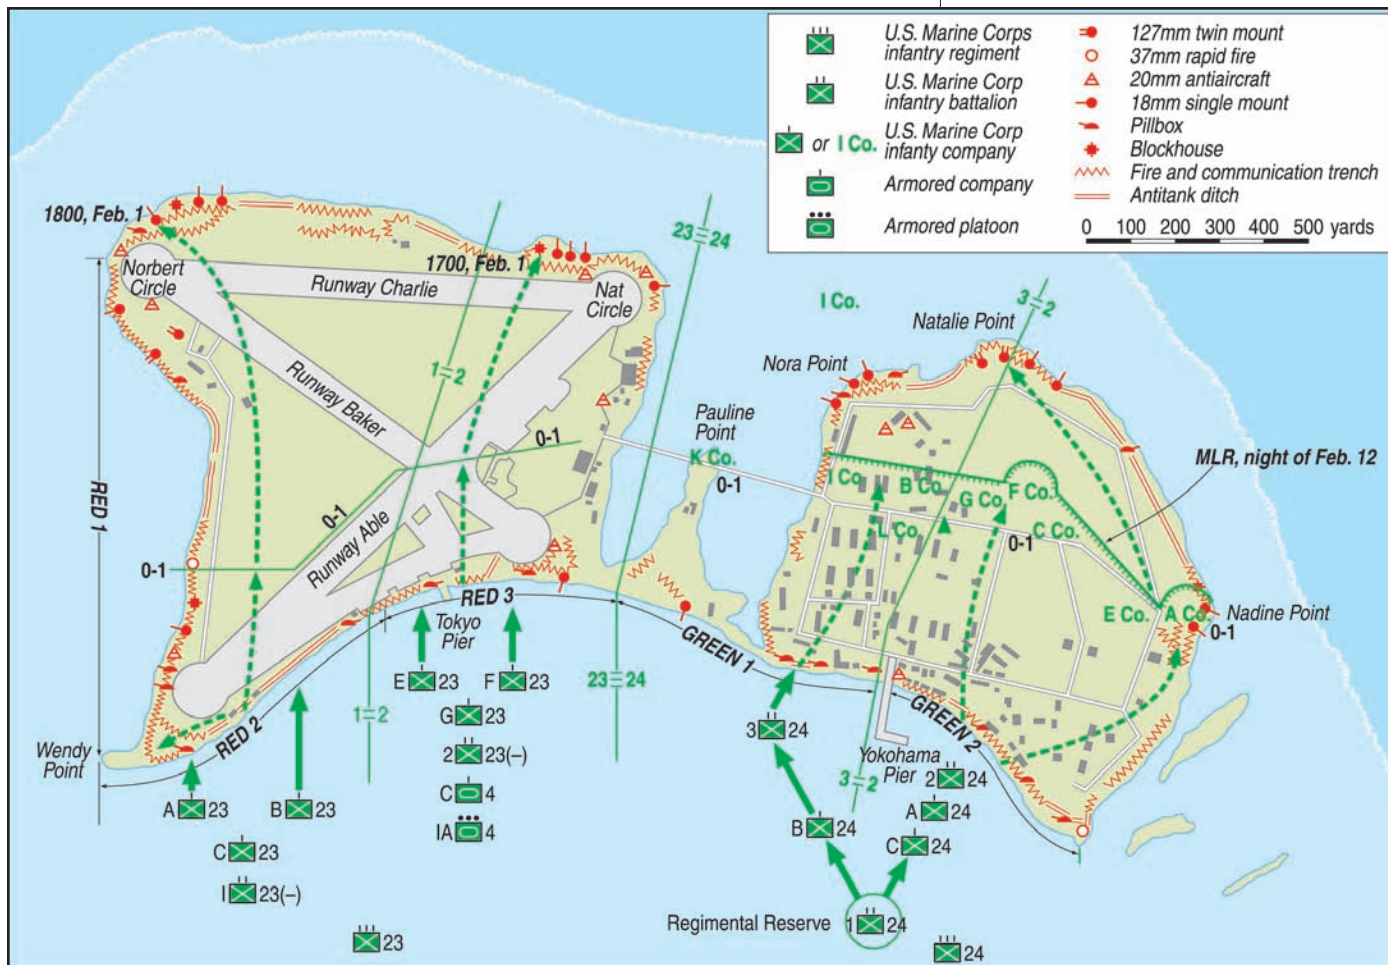 U.S. Marine Corps
infantry regiment
U.S. Marine Corp
infantry battalion
or I Co.
U.S. Marine Corp
infanty company
Armored company
Armored platoon
127mm twin mount
37mm rapid fire
20mm antiaircraft
18mm single mount
Pillbox
Blockhouse
Fire and communication trench
Antitank ditch
0 100 200 300 400 500 yards
1800, Feb. 1
Norbert
Circle
Runway Charlie
1700, Feb. 1
Nat
Circle
23 = 24
RED 1
Runway Baker
1 = 2
0-1
0-1
Runway Able
0-1
Wendy
Point
RED 2
RED 3
Tokyo
Pier
1 = 2
23 = 24
GREEN 1
Pauline
Point
K Co.
0-1
I Co.
3 = 2
Natalie Point
Nora Point
MLR, night of Feb. 12
I Co.
B Co.
G Co.
F Co.
L Co.
0-1
C Co.
E Co.
A Co.
Nadine Point
0-1
GREEN 2
Yokohama
Pier
3 = 2
A 23
B 23
C 23
I 23(–)
23
E 23
F 23
G 23
2 23(–)
C 4
IA 4
3 24
2 24
A 24
B 24
C 24
Regimental Reserve
1 24
24